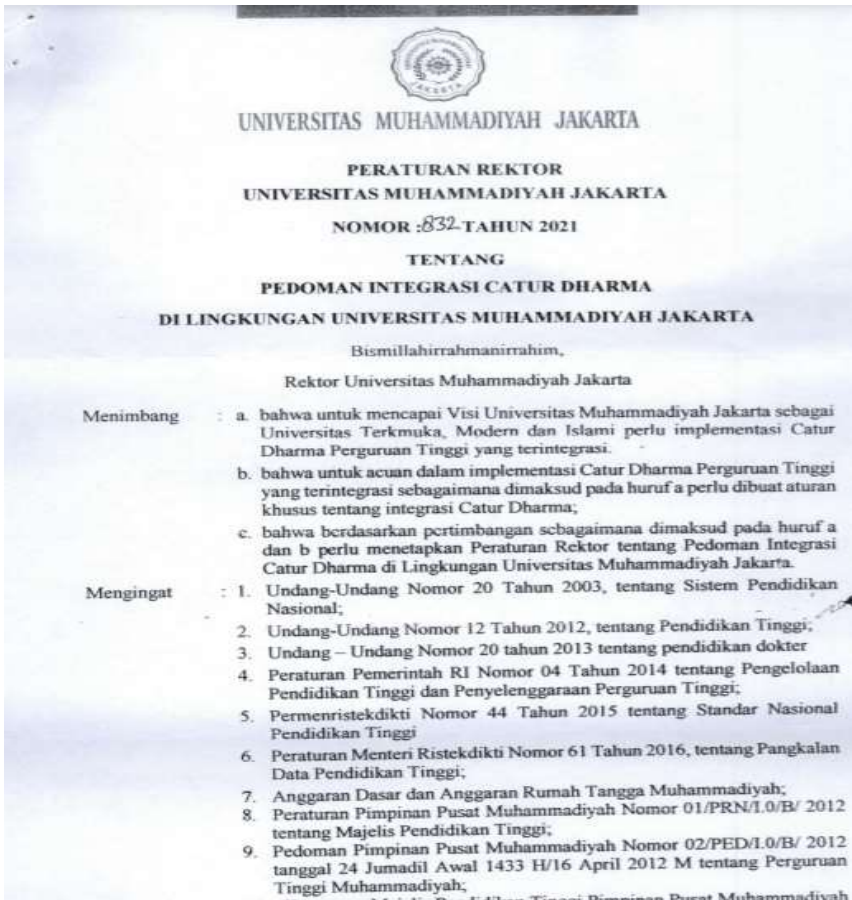 UNIVERSITAS MUHAMMADIYAH JAKARTA
PERATURAN REKTOR
UNIVERSITAS MUHAMMADIYAH JAKARTA
NOMOR :832 TAHUN 2021
TENTANG
PEDOMAN INTEGRASI CATUR DHARMA
DI LINGKUNGAN UNIVERSITAS MUHAMMADIYAH JAKARTA
Bismillahirrahmanirrahim,
Rektor Universitas Muhammadiyah Jakarta
Menimbang : a. bahwa untuk mencapai Visi Universitas Muhammadiyah Jakarta sebagai
Universitas Terkmuka, Modern dan Islami perlu implementasi Catur
Dharma Perguruan Tinggi yang terintegrasi.
b. bahwa untuk acuan dalam implementasi Catur Dharma Perguruan Tinggi
yang terintegrasi sebagaimana dimaksud pada huruf a perlu dibuat aturan
khusus tentang integrasi Catur Dharma;
c. bahwa berdasarkan pertimbangan sebagaimana dimaksud pada huruf a
dan b perlu menetapkan Peraturan Rektor tentang Pedoman Integrasi
Catur Dharma di Lingkungan Universitas Muhammadiyah Jakarta.
Mengingat : 1. Undang-Undang Nomor 20 Tahun 2003, tentang Sistem Pendidikan
Nasional;
2. Undang-Undang Nomor 12 Tahun 2012, tentang Pendidikan Tinggi;
3. Undang – Undang Nomor 20 tahun 2013 tentang pendidikan dokter
4. Peraturan Pemerintah RI Nomor 04 Tahun 2014 tentang Pengelolaan
Pendidikan Tinggi dan Penyelenggaraan Perguruan Tinggi;
5. Permenristekdikti Nomor 44 Tahun 2015 tentang Standar Nasional
Pendidikan Tinggi
6. Peraturan Menteri Ristekdikti Nomor 61 Tahun 2016, tentang Pangkalan
Data Pendidikan Tinggi;
7. Anggaran Dasar dan Anggaran Rumah Tangga Muhammadiyah;
8. Peraturan Pimpinan Pusat Muhammadiyah Nomor 01/PRN/I.0/B/ 2012
tentang Majelis Pendidikan Tinggi;
9. Pedoman Pimpinan Pusat Muhammadiyah Nomor 02/PED/I.0/B/ 2012
tanggal 24 Jumadil Awal 1433 H/16 April 2012 M tentang Perguruan
Tinggi Muhammadiyah;
Pendidikan Tinggi Pimpinan Pusat Muhammadiyah